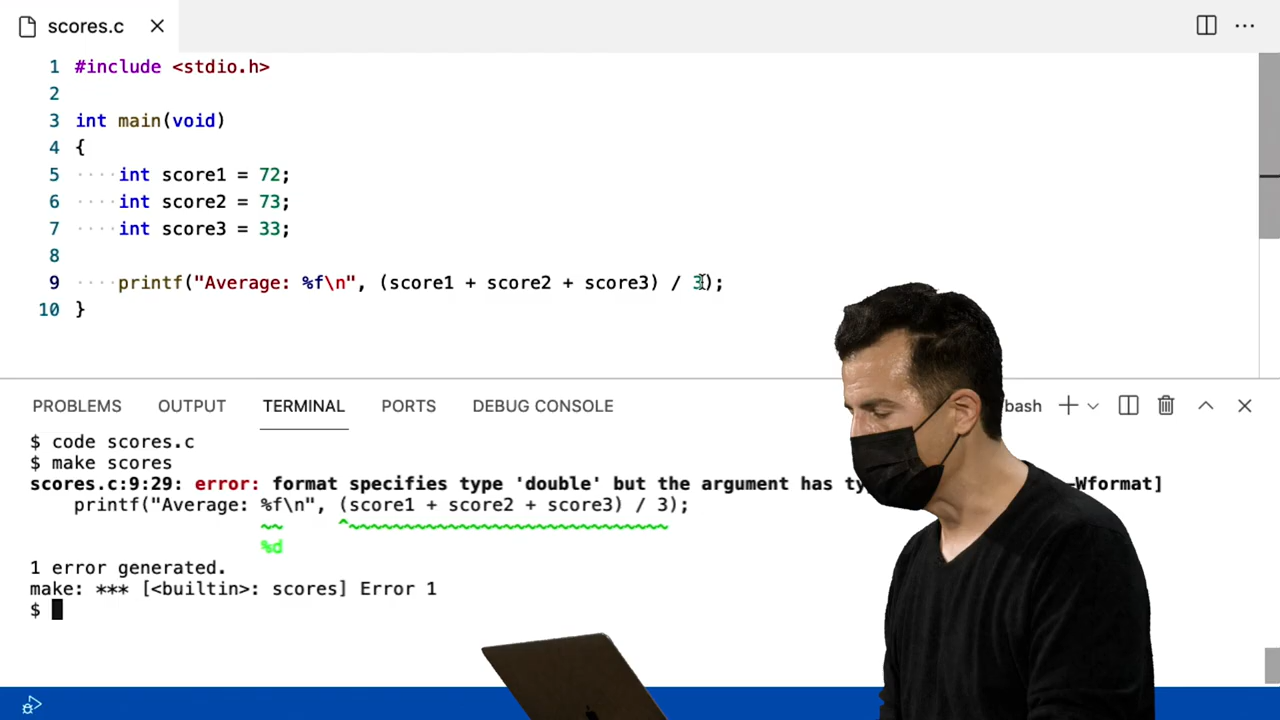 scores.c
1 #include <stdio.h>
2
3 int main(void)
4 {
5 ····int score1 = 72;
6 ····int score2 = 73;
7 ····int score3 = 33;
8
9 ····printf("Average: %f\n", (score1 + score2 + score3) / 3);
10 }
PROBLEMS OUTPUT TERMINAL PORTS DEBUG CONSOLE bash
$ code scores.c
$ make scores
scores.c:9:29: error: format specifies type 'double' but the argument has -Wformat]
printf("Average: %f\n", (score1 + score2 + score3) / 3);
~~ ^~~~~~~~~~~~~~~~~~~~~~~~~~~~~~
%d
1 error generated.
make: *** [<builtin>: scores] Error 1
$